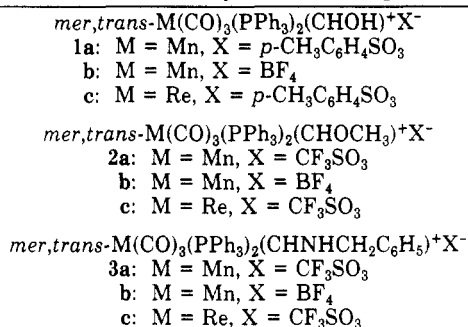 mer,trans-M(CO)₃(PPh₃)₂(CHOH)⁺X⁻
1a: M = Mn, X = p-CH₃C₆H₄SO₃
b: M = Mn, X = BF₄
c: M = Re, X = p-CH₃C₆H₄SO₃
mer,trans-M(CO)₃(PPh₃)₂(CHOCH₃)⁺X⁻
2a: M = Mn, X = CF₃SO₃
b: M = Mn, X = BF₄
c: M = Re, X = CF₃SO₃
mer,trans-M(CO)₃(PPh₃)₂(CHNHCH₂C₆H₅)⁺X⁻
3a: M = Mn, X = CF₃SO₃
b: M = Mn, X = BF₄
c: M = Re, X = CF₃SO₃